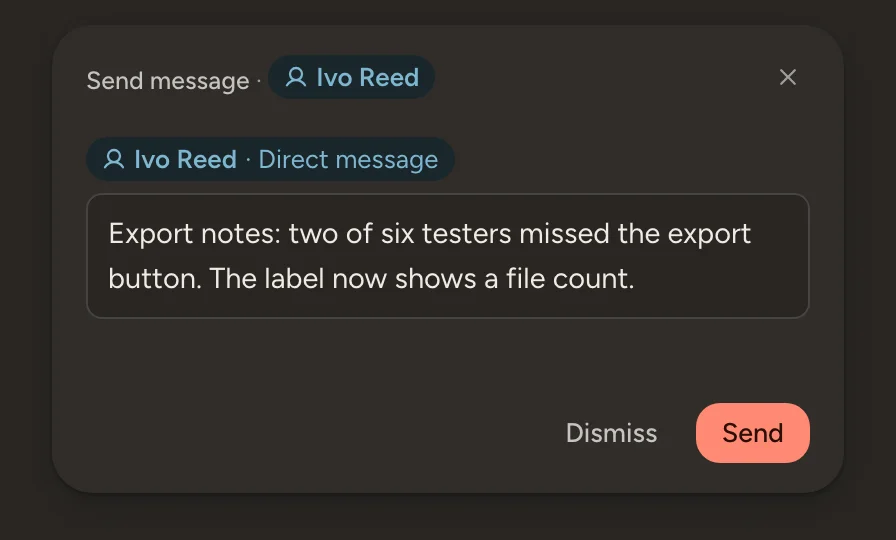 Send message · Ivo Reed
Ivo Reed · Direct message
Export notes: two of six testers missed the export
button. The label now shows a file count.
Dismiss Send